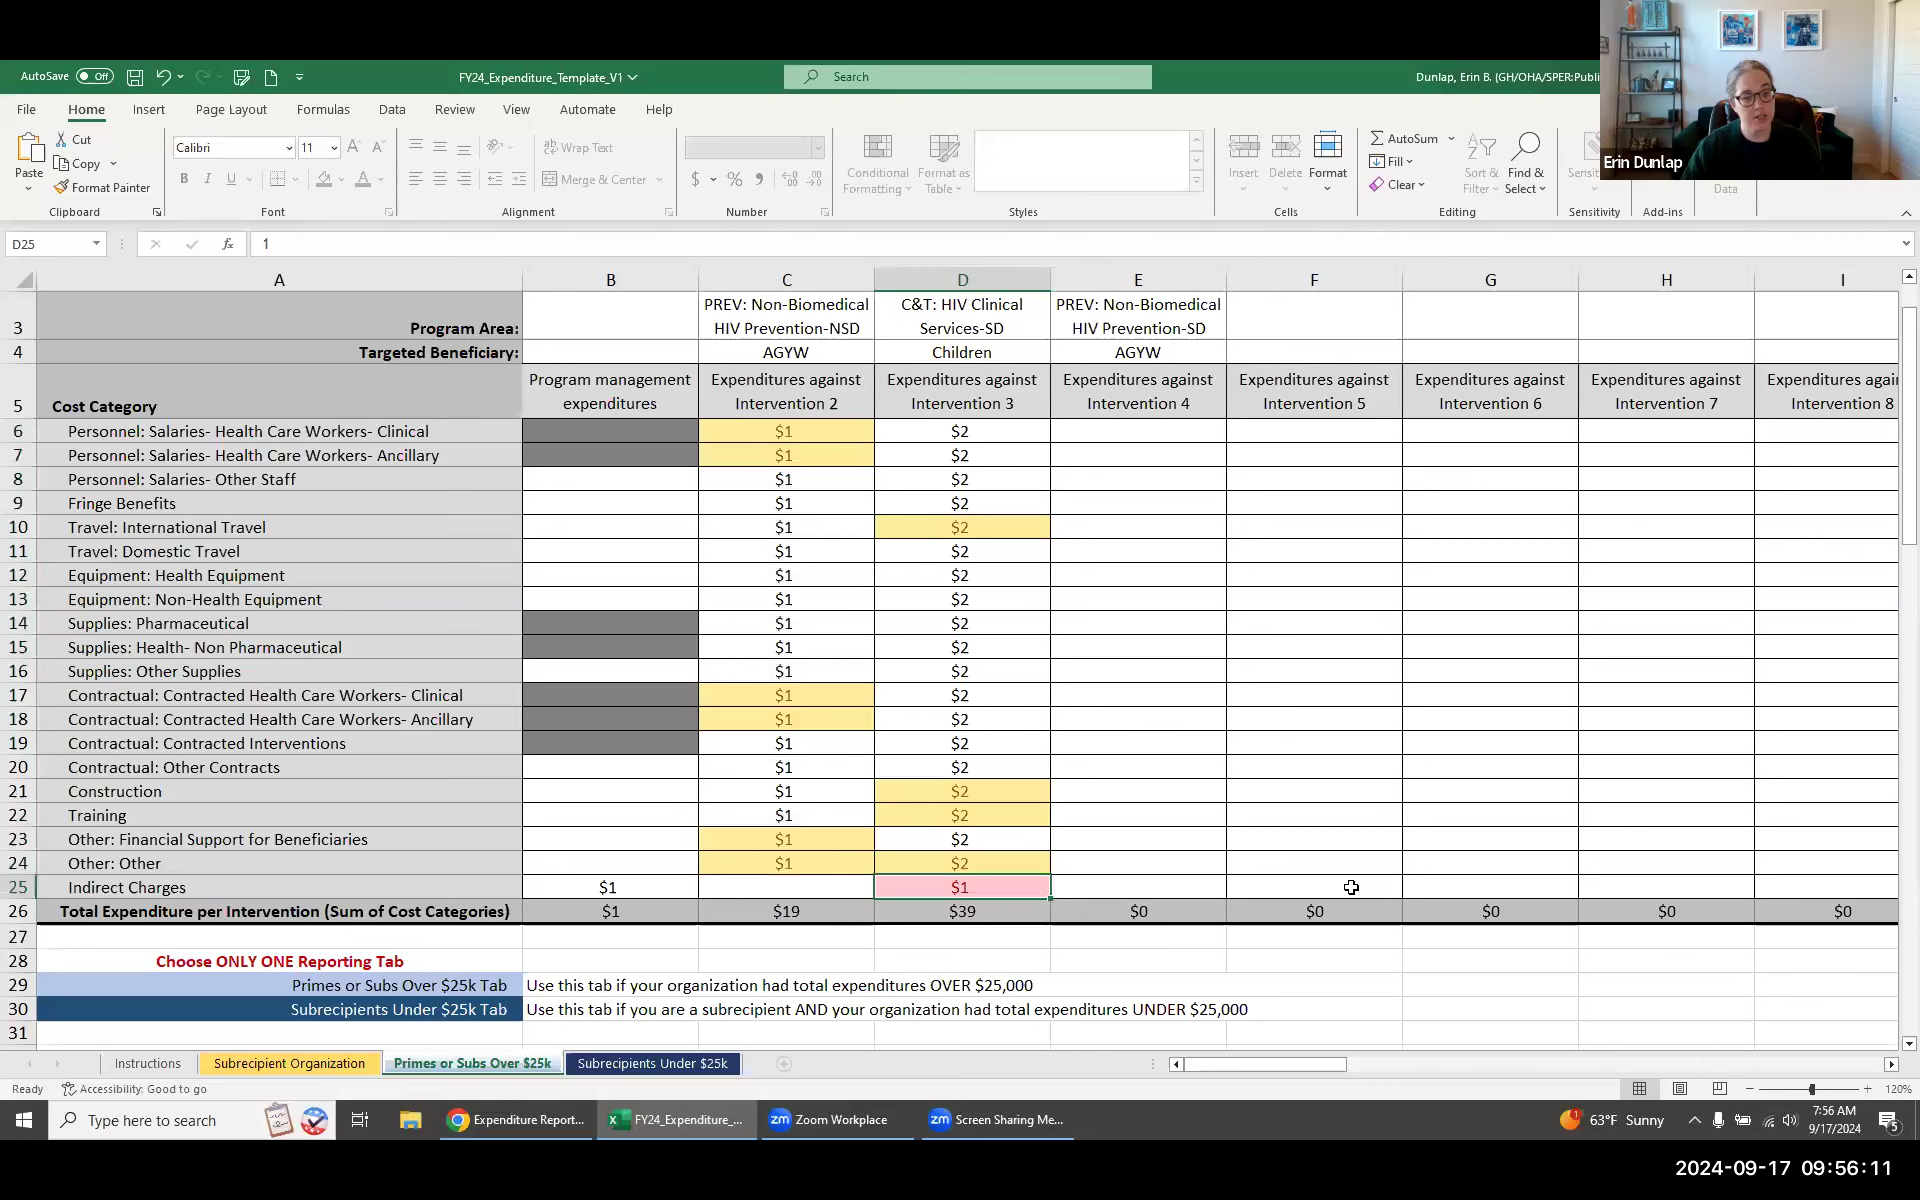 AutoSave Off FY24_Expenditure_Template_V1 Search Dunlap, Erin B. (GH/OHA/SPER:Publi
File Home Insert Page Layout Formulas Data Review View Automate Help
Paste Cut Copy Format Painter
Calibri 11
Wrap Text
Merge & Center
Conditional Formatting Format as Table
Insert Delete Format
AutoSum Fill Clear
Sort & Filter Find & Select
Data
Erin Dunlap
Clipboard Font Alignment Number Styles Cells Editing Sensitivity Add-ins
D25 fx 1
A B C D E F G H I
3 Program Area: PREV: Non-Biomedical HIV Prevention-NSD C&T: HIV Clinical Services-SD PREV: Non-Biomedical HIV Prevention-SD
4 Targeted Beneficiary: AGYW Children AGYW
5 Cost Category Program management expenditures Expenditures against Intervention 2 Expenditures against Intervention 3 Expenditures against Intervention 4 Expenditures against Intervention 5 Expenditures against Intervention 6 Expenditures against Intervention 7 Expenditures agai Intervention 8
6 Personnel: Salaries- Health Care Workers- Clinical $1 $2
7 Personnel: Salaries- Health Care Workers- Ancillary $1 $2
8 Personnel: Salaries- Other Staff $1 $2
9 Fringe Benefits $1 $2
10 Travel: International Travel $1 $2
11 Travel: Domestic Travel $1 $2
12 Equipment: Health Equipment $1 $2
13 Equipment: Non-Health Equipment $1 $2
14 Supplies: Pharmaceutical $1 $2
15 Supplies: Health- Non Pharmaceutical $1 $2
16 Supplies: Other Supplies $1 $2
17 Contractual: Contracted Health Care Workers- Clinical $1 $2
18 Contractual: Contracted Health Care Workers- Ancillary $1 $2
19 Contractual: Contracted Interventions $1 $2
20 Contractual: Other Contracts $1 $2
21 Construction $1 $2
22 Training $1 $2
23 Other: Financial Support for Beneficiaries $1 $2
24 Other: Other $1 $2
25 Indirect Charges $1 $1
26 Total Expenditure per Intervention (Sum of Cost Categories) $1 $19 $39 $0 $0 $0 $0 $0
27
28 Choose ONLY ONE Reporting Tab
29 Primes or Subs Over $25k Tab Use this tab if your organization had total expenditures OVER $25,000
30 Subrecipients Under $25k Tab Use this tab if you are a subrecipient AND your organization had total expenditures UNDER $25,000
31
Instructions Subrecipient Organization Primes or Subs Over $25k Subrecipients Under $25k
Ready Accessibility: Good to go 120%
Type here to search Expenditure Report... FY24_Expenditure_... zm Zoom Workplace zm Screen Sharing Me... 1 63°F Sunny 7:56 AM 9/17/2024 5
2024-09-17 09:56:11